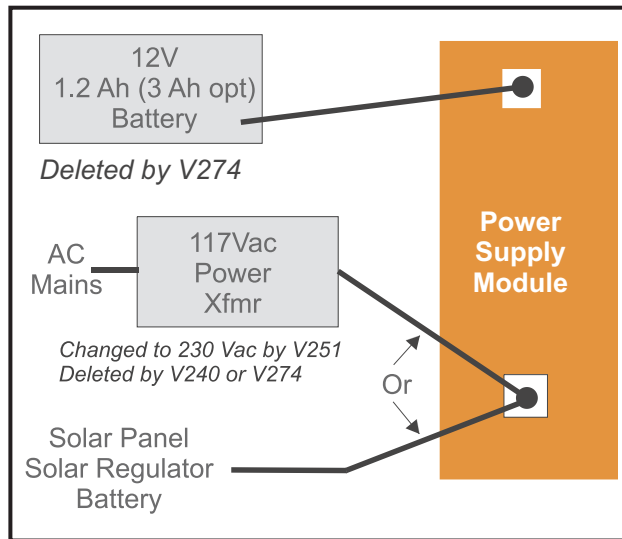 12V
1.2 Ah (3 Ah opt)
Battery
Deleted by V274
Power
Supply
Module
AC
Mains
117Vac
Power
Xfmr
Changed to 230 Vac by V251
Deleted by V240 or V274
Or
Solar Panel
Solar Regulator
Battery